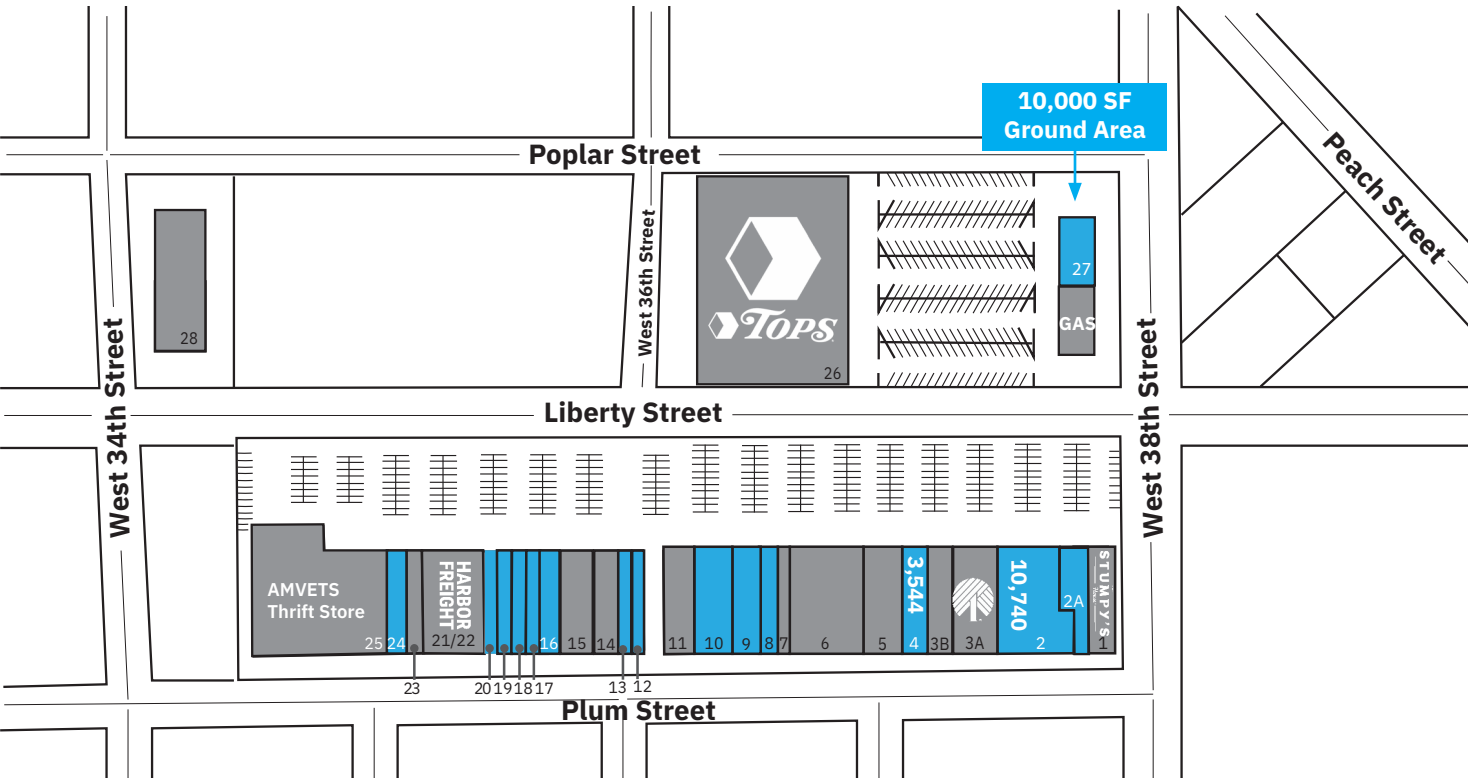 10,000 SF
Ground Area
Poplar Street
Peach Street
West 36th Street
27
GAS
28
TOPS
26
West 34th Street
West 38th Street
Liberty Street
AMVETS
Thrift Store
HARBOR
FREIGHT
3,544
10,740
2A
STUMPY'S
25 24 21/22 16 15 14 11 10 9 8 7 6 5 4 3B 3A 2 1
23 20 19 18 17 13 12
Plum Street